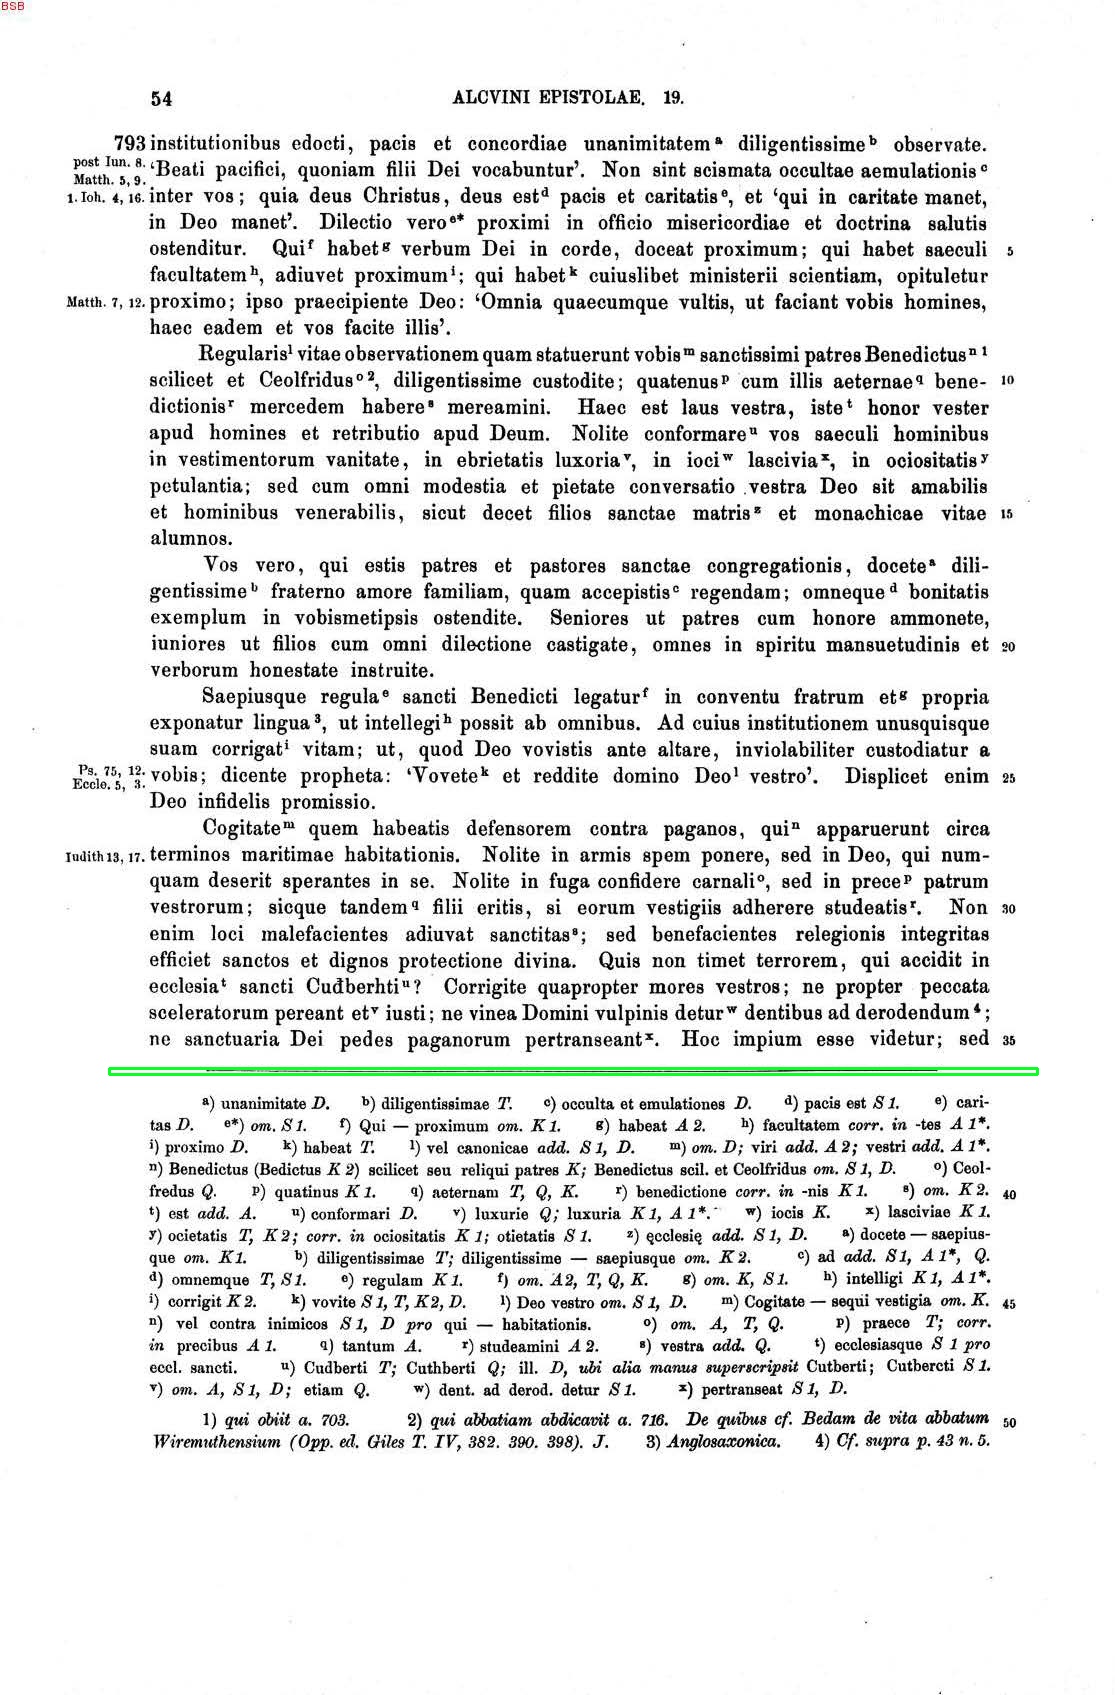 BSB
54 ALCVINI EPISTOLAE. 19.
793 institutionibus edocti, pacis et concordiae unanimitatem a diligentissime b observate.
post Iun. 8.
Matth. 5, 9. ‘Beati pacifici, quoniam filii Dei vocabuntur’. Non sint scismata occultae aemulationis c
1. Ioh. 4, 16. inter vos; quia deus Christus, deus est d pacis et caritatis e, et ‘qui in caritate manet,
in Deo manet’. Dilectio vero e* proximi in officio misericordiae et doctrina salutis
ostenditur. Qui f habet g verbum Dei in corde, doceat proximum; qui habet saeculi 5
facultatem h, adiuvet proximum i; qui habet k cuiuslibet ministerii scientiam, opituletur
Matth. 7, 12. proximo; ipso praecipiente Deo: ‘Omnia quaecumque vultis, ut faciant vobis homines,
haec eadem et vos facite illis’.
Regularis l vitae observationem quam statuerunt vobis m sanctissimi patres Benedictus n 1
scilicet et Ceolfridus o 2, diligentissime custodite; quatenus p cum illis aeternae q bene- 10
dictionis r mercedem habere s mereamini. Haec est laus vestra, iste t honor vester
apud homines et retributio apud Deum. Nolite conformare u vos saeculi hominibus
in vestimentorum vanitate, in ebrietatis luxoria v, in ioci w lascivia x, in ociositatis y
petulantia; sed cum omni modestia et pietate conversatio vestra Deo sit amabilis
et hominibus venerabilis, sicut decet filios sanctae matris z et monachicae vitae 15
alumnos.
Vos vero, qui estis patres et pastores sanctae congregationis, docete a dili-
gentissime b fraterno amore familiam, quam accepistis c regendam; omneque d bonitatis
exemplum in vobismetipsis ostendite. Seniores ut patres cum honore ammonete,
iuniores ut filios cum omni dilectione castigate, omnes in spiritu mansuetudinis et 20
verborum honestate instruite.
Saepiusque regula e sancti Benedicti legatur f in conventu fratrum et g propria
exponatur lingua 3, ut intellegi h possit ab omnibus. Ad cuius institutionem unusquisque
suam corrigat i vitam; ut, quod Deo vovistis ante altare, inviolabiliter custodiatur a
Ps. 75, 12.
Eccle. 5, 3. vobis; dicente propheta: ‘Vovete k et reddite domino Deo l vestro’. Displicet enim 25
Deo infidelis promissio.
Cogitate m quem habeatis defensorem contra paganos, qui n apparuerunt circa
Iudith 13, 17. terminos maritimae habitationis. Nolite in armis spem ponere, sed in Deo, qui num-
quam deserit sperantes in se. Nolite in fuga confidere carnali o, sed in prece p patrum
vestrorum; sicque tandem q filii eritis, si eorum vestigiis adherere studeatis r. Non 30
enim loci malefacientes adiuvat sanctitas s; sed benefacientes relegionis integritas
efficiet sanctos et dignos protectione divina. Quis non timet terrorem, qui accidit in
ecclesia t sancti Cuđberhti u? Corrigite quapropter mores vestros; ne propter peccata
sceleratorum pereant et v iusti; ne vinea Domini vulpinis detur w dentibus ad derodendum 4;
ne sanctuaria Dei pedes paganorum pertranseant x. Hoc impium esse videtur; sed 35
a) unanimitate D. b) diligentissimae T. c) occulta et emulationes D. d) pacis est S 1. e) cari-
tas D. e*) om. S 1. f) Qui — proximum om. K 1. g) habeat A 2. h) facultatem corr. in -tes A 1*.
i) proximo D. k) habeat T. l) vel canonicae add. S 1, D. m) om. D; viri add. A 2; vestri add. A 1*.
n) Benedictus (Bedictus K 2) scilicet seu reliqui patres K; Benedictus scil. et Ceolfridus om. S 1, D. o) Ceol-
fredus Q. p) quatinus K 1. q) aeternam T, Q, K. r) benedictione corr. in -nis K 1. s) om. K 2. 40
t) est add. A. u) conformari D. v) luxurie Q; luxuria K 1, A 1*. w) iocis K. x) lasciviae K 1.
y) ocietatis T, K 2; corr. in ociositatis K 1; otietatis S 1. z) ęcclesię add. S 1, D. a) docete — saepius-
que om. K1. b) diligentissimae T; diligentissime — saepiusque om. K 2. c) ad add. S1, A 1*, Q.
d) omnemque T, S1. e) regulam K 1. f) om. A2, T, Q, K. g) om. K, S1. h) intelligi K 1, A 1*.
i) corrigit K 2. k) vovite S 1, T, K2, D. l) Deo vestro om. S 1, D. m) Cogitate — sequi vestigia om. K. 45
n) vel contra inimicos S 1, D pro qui — habitationis. o) om. A, T, Q. p) praece T; corr.
in precibus A 1. q) tantum A. r) studeamini A 2. s) vestra add. Q. t) ecclesiasque S 1 pro
eccl. sancti. u) Cudberti T; Cuthberti Q; ill. D, ubi alia manus superscripsit Cutberti; Cutbercti S 1.
v) om. A, S 1, D; etiam Q. w) dent. ad derod. detur S 1. x) pertranseat S 1, D.
1) qui obiit a. 703. 2) qui abbatiam abdicavit a. 716. De quibus cf. Bedam de vita abbatum 50
Wiremuthensium (Opp. ed. Giles T. IV, 382. 390. 398). J. 3) Anglosaxonica. 4) Cf. supra p. 43 n. 5.